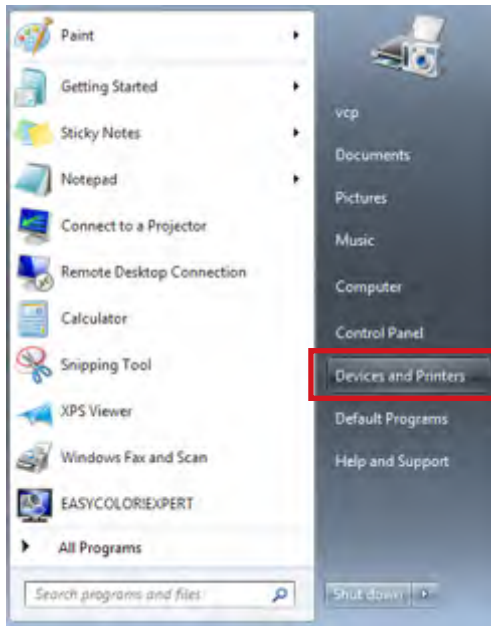 Paint
Getting Started
Sticky Notes
Notepad
Connect to a Projector
Remote Desktop Connection
Calculator
Snipping Tool
XPS Viewer
Windows Fax and Scan
EASYCOLOR!EXPERT
All Programs
Search programs and files
vcp
Documents
Pictures
Music
Computer
Control Panel
Devices and Printers
Default Programs
Help and Support
Shut down